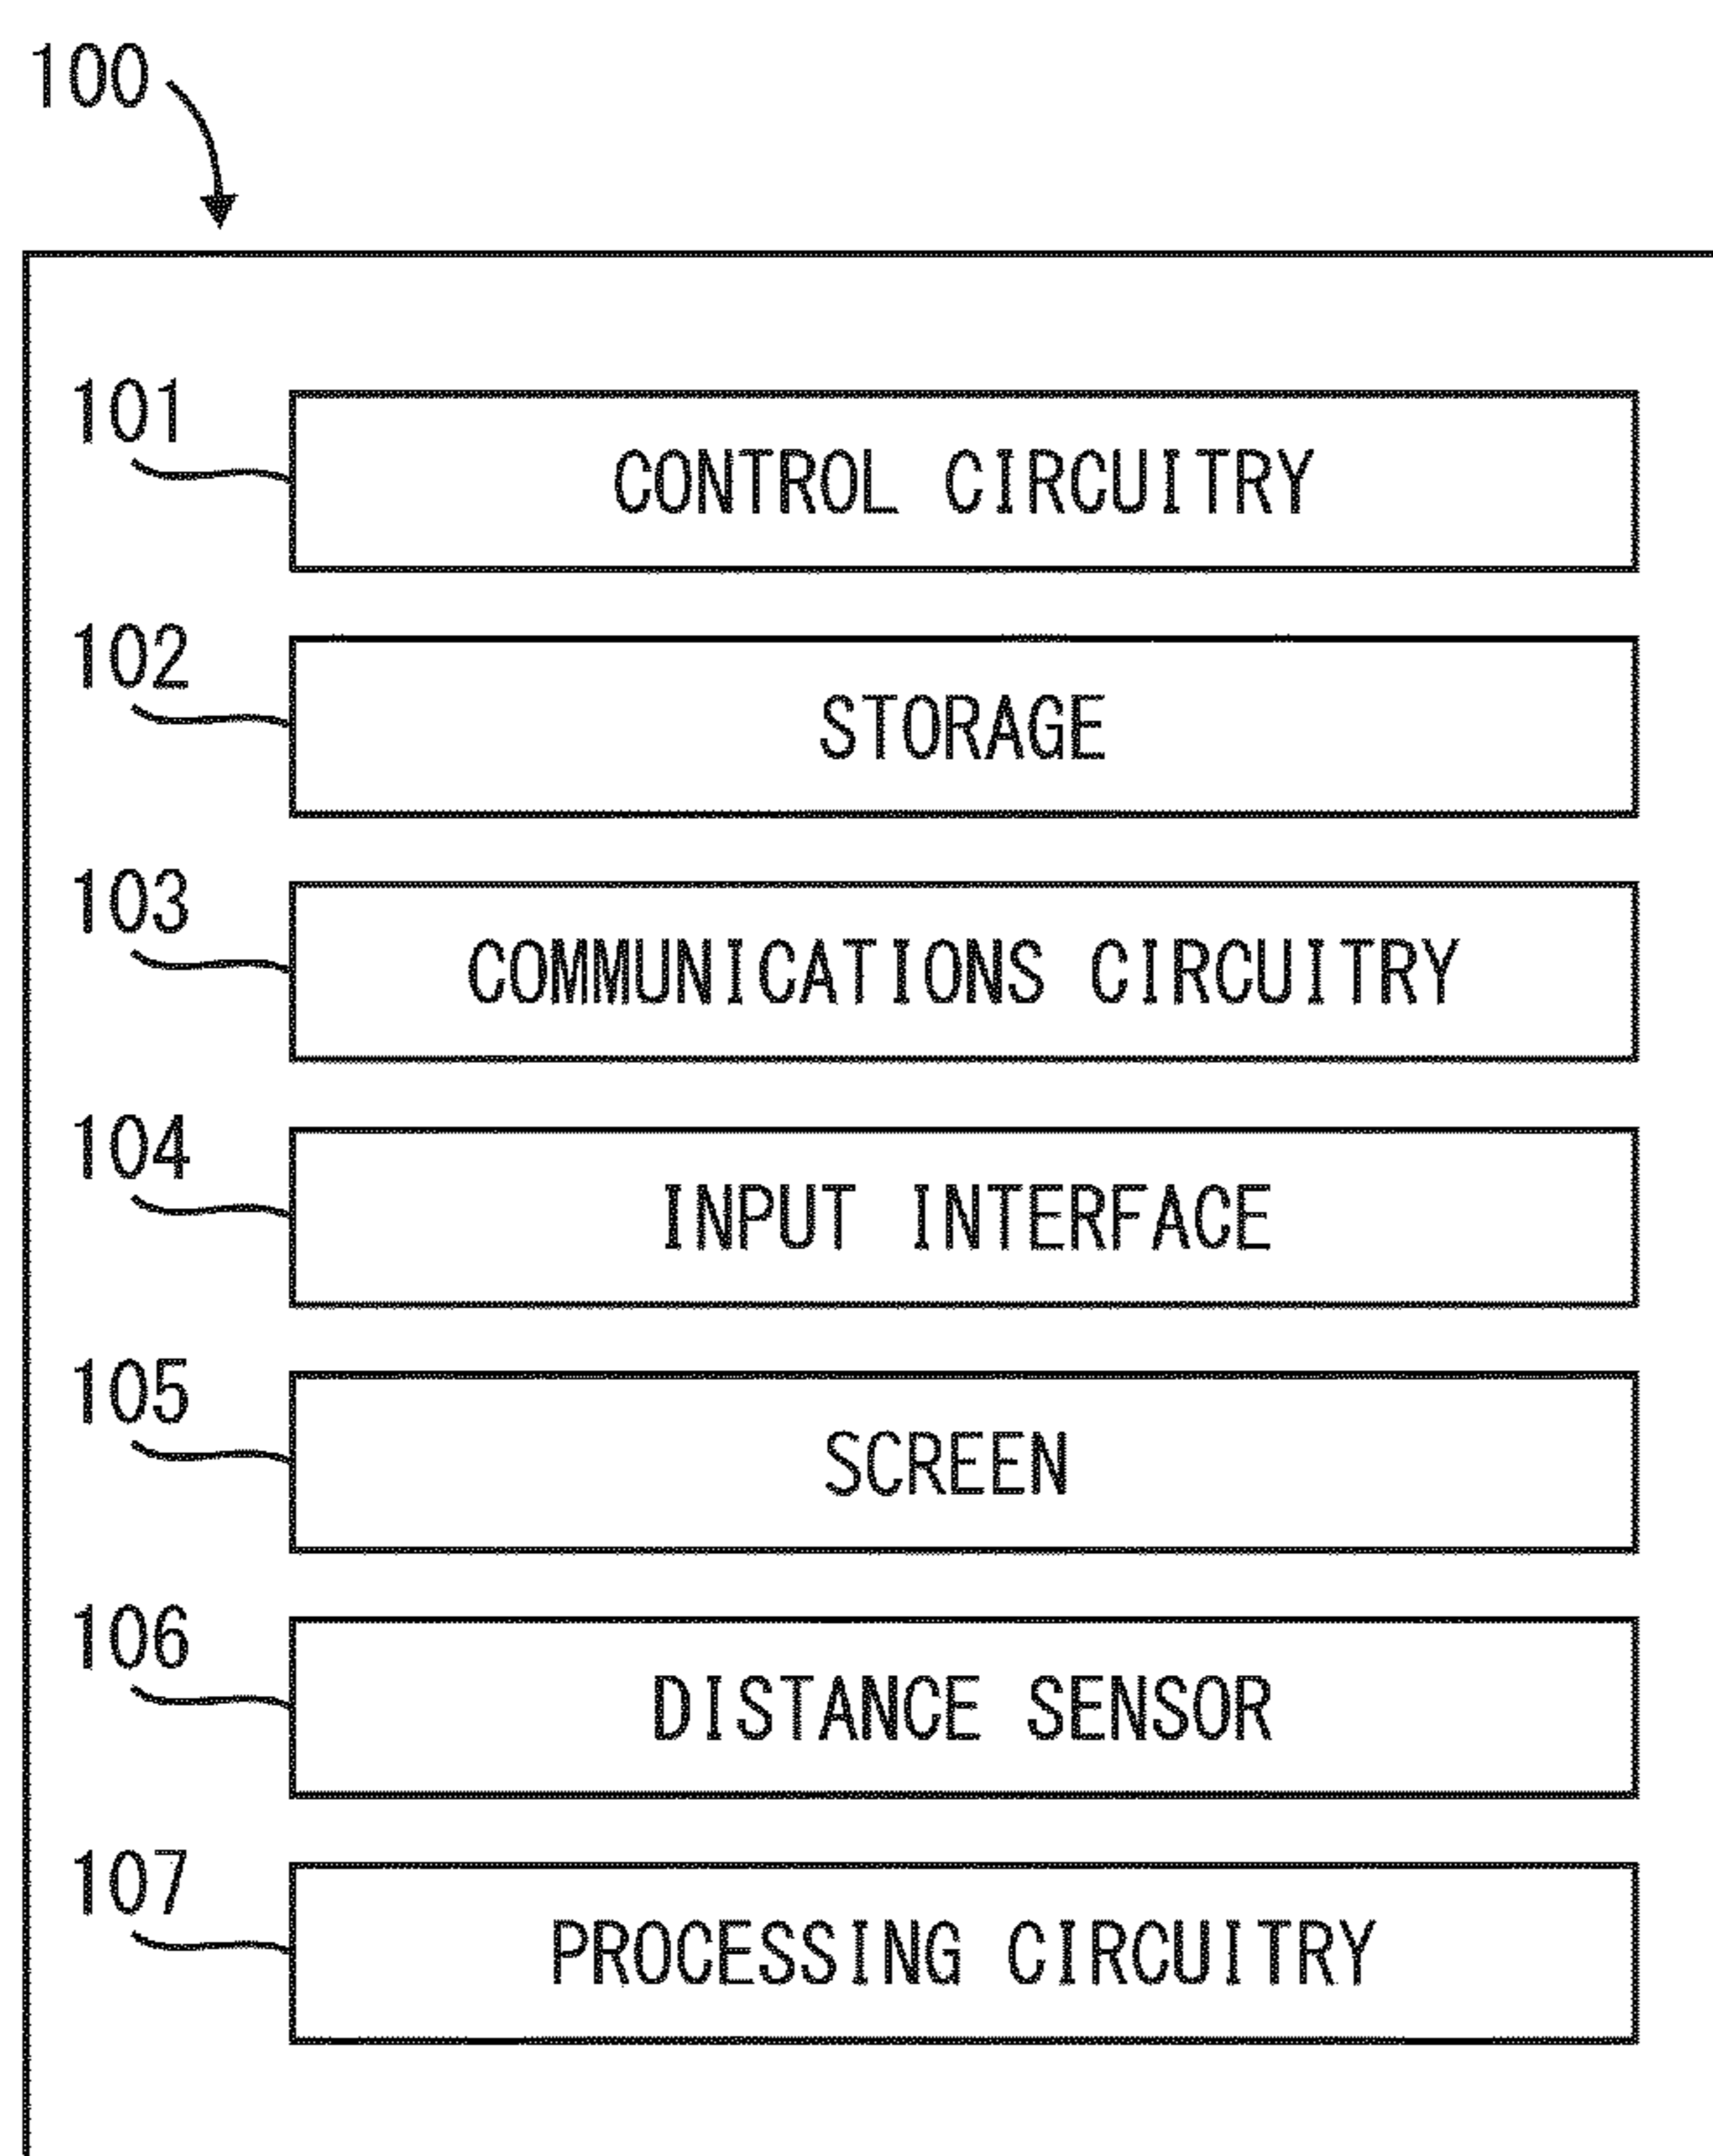 100
101
CONTROL CIRCUITRY
102
STORAGE
103
COMMUNICATIONS CIRCUITRY
104
INPUT INTERFACE
105
SCREEN
106
DISTANCE SENSOR
107
PROCESSING CIRCUITRY